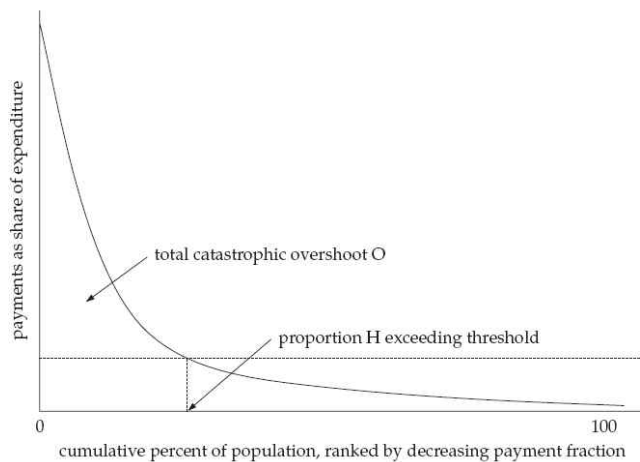 payments as share of expenditure
total catastrophic overshoot O
proportion H exceeding threshold
0
100
cumulative percent of population, ranked by decreasing payment fraction